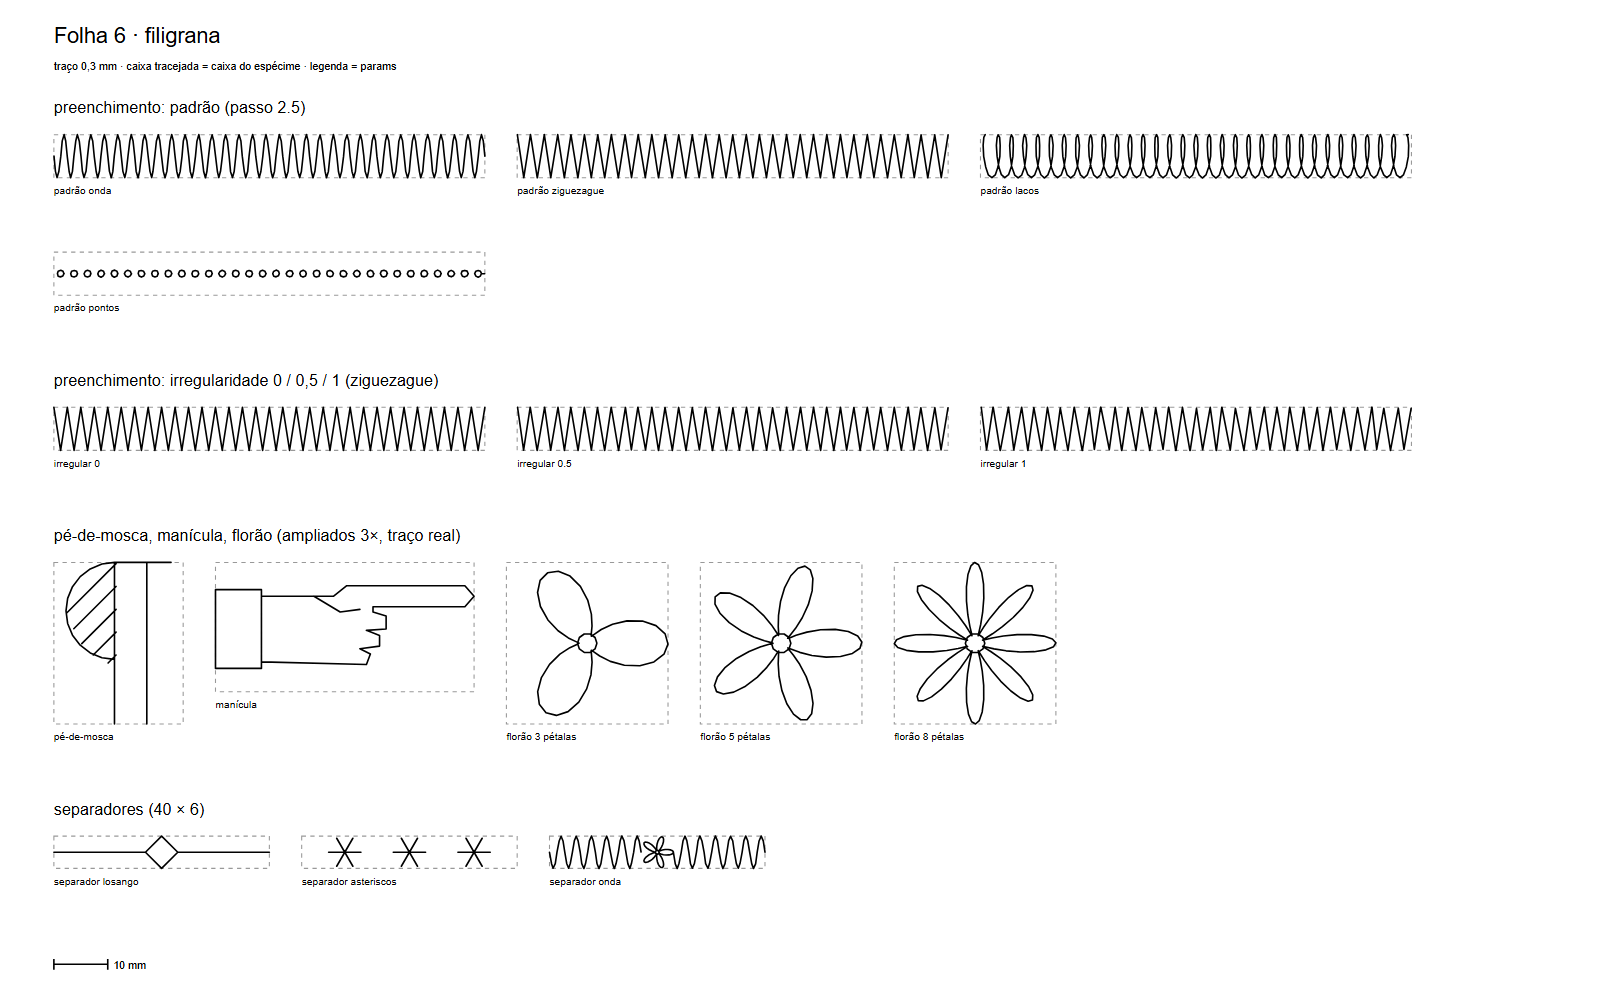 Folha 6 · filigrana
traço 0,3 mm · caixa tracejada = caixa do espécime · legenda = params
preenchimento: padrão (passo 2.5)
padrão onda
padrão ziguezague
padrão lacos
padrão pontos
preenchimento: irregularidade 0 / 0,5 / 1 (ziguezague)
irregular 0
irregular 0.5
irregular 1
pé-de-mosca, manícula, florão (ampliados 3×, traço real)
pé-de-mosca
manícula
florão 3 pétalas
florão 5 pétalas
florão 8 pétalas
separadores (40 × 6)
separador losango
separador asteriscos
separador onda
10 mm